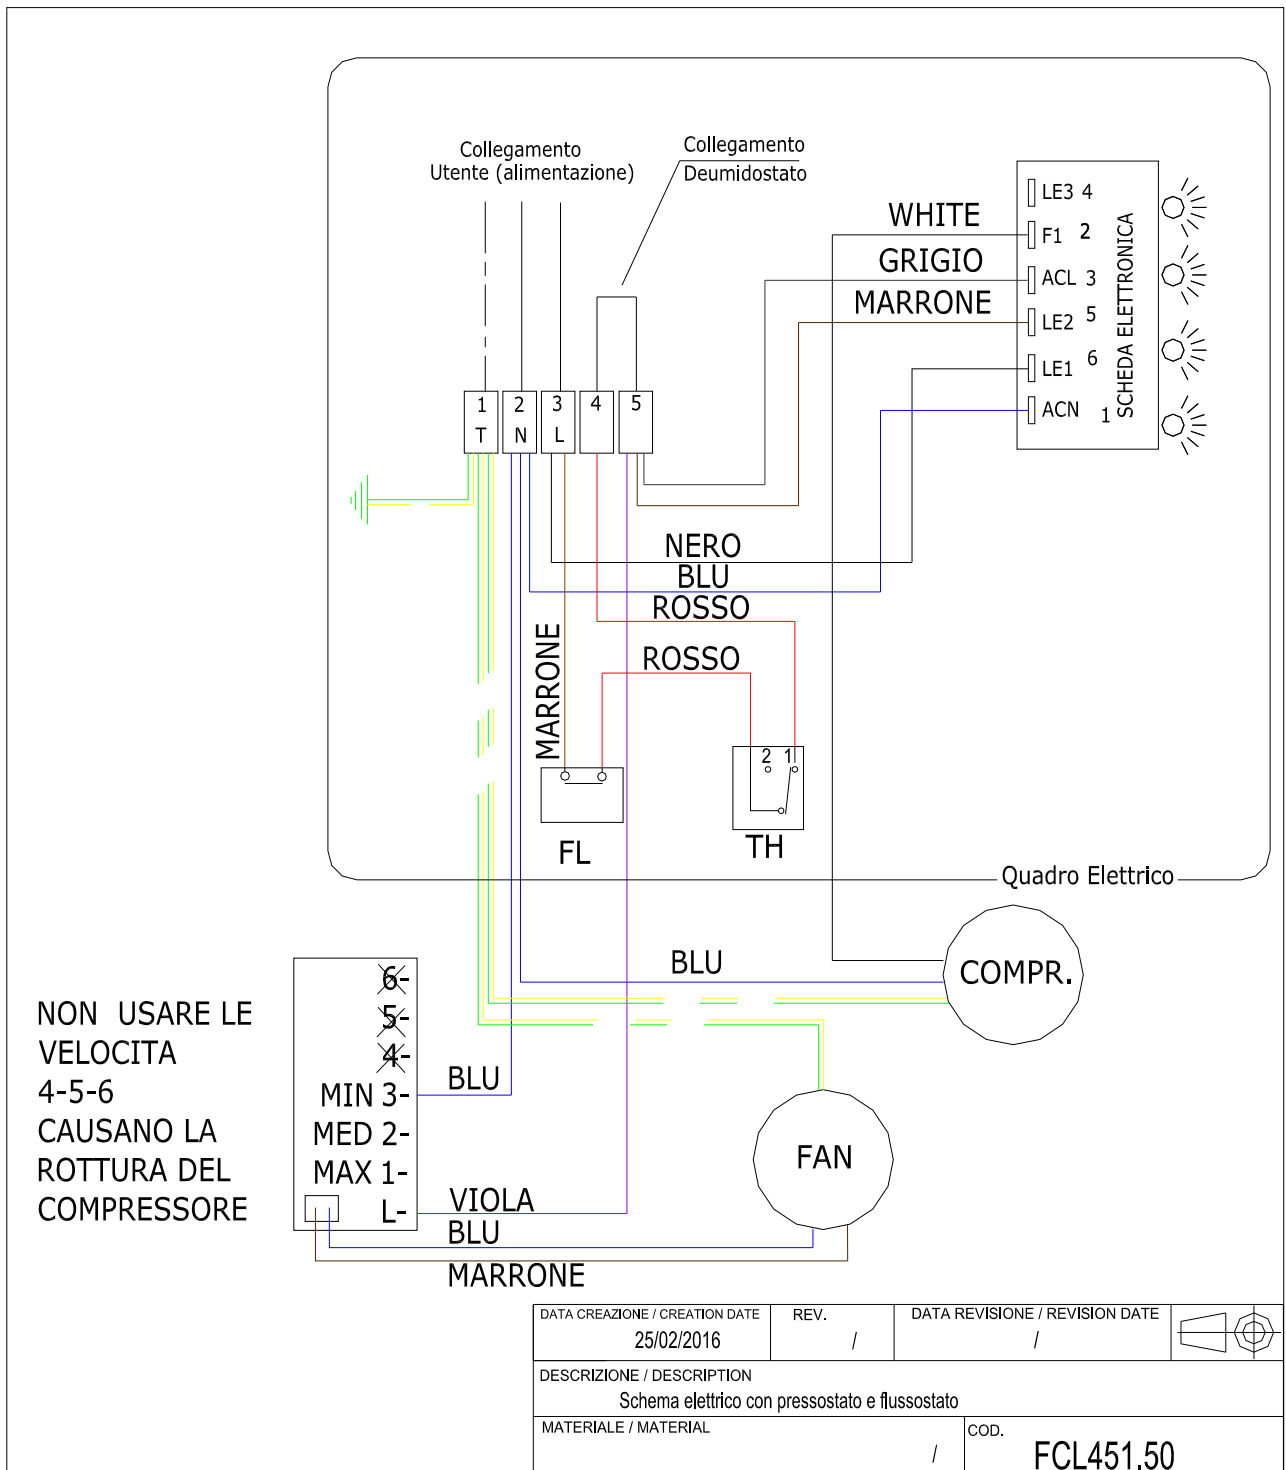 Collegamento
Utente (alimentazione)
Collegamento
Deumidostato
WHITE
GRIGIO
MARRONE
LE3 4
F1 2
ACL 3
LE2 5
LE1 6
ACN 1
SCHEDA ELETTRONICA
1
T
2
N
3
L
4
5
NERO
BLU
ROSSO
ROSSO
MARRONE
2 1
FL
TH
Quadro Elettrico
COMPR.
BLU
NON USARE LE
VELOCITA
4-5-6
CAUSANO LA
ROTTURA DEL
COMPRESSORE
6-
5-
4-
MIN 3-
MED 2-
MAX 1-
L-
BLU
VIOLA
BLU
MARRONE
FAN
DATA CREAZIONE / CREATION DATE
25/02/2016
REV.
/
DATA REVISIONE / REVISION DATE
/
DESCRIZIONE / DESCRIPTION
Schema elettrico con pressostato e flussostato
MATERIALE / MATERIAL
/
COD.
FCL451.50